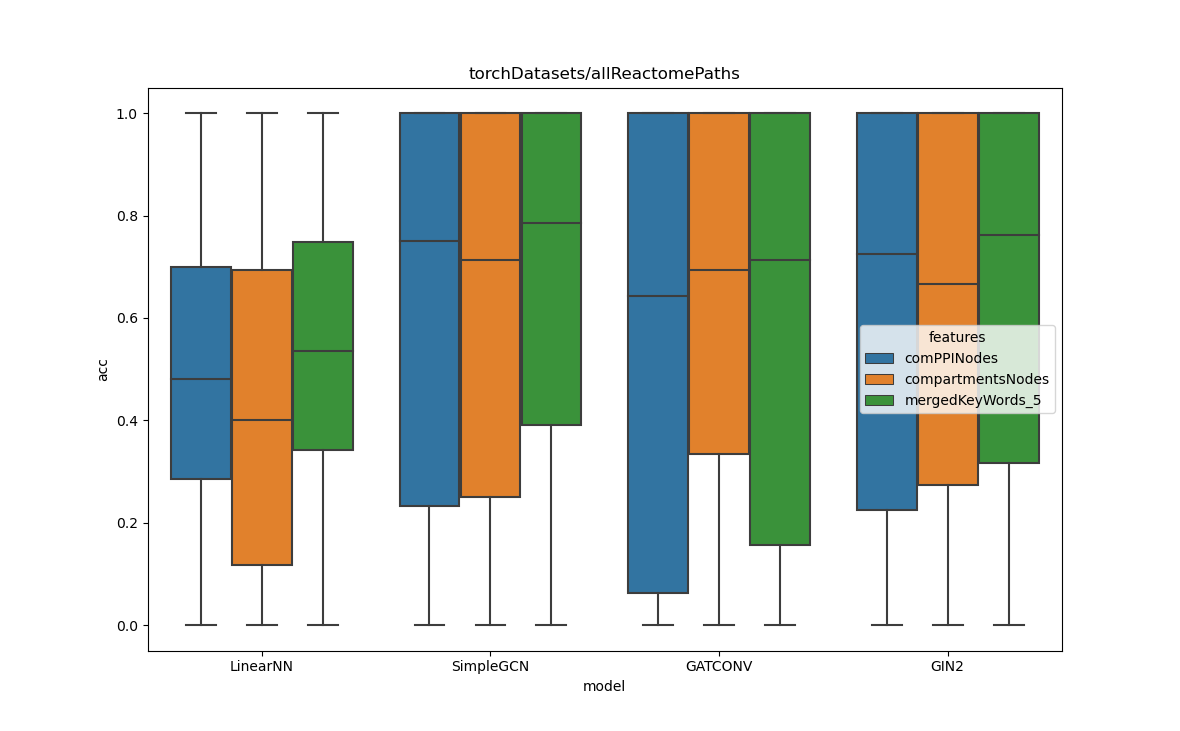 torchDatasets/allReactomePaths
acc
1.0
0.8
0.6
0.4
0.2
0.0
features
comPPINodes
compartmentsNodes
mergedKeyWords_5
LinearNN SimpleGCN GATCONV GIN2
model